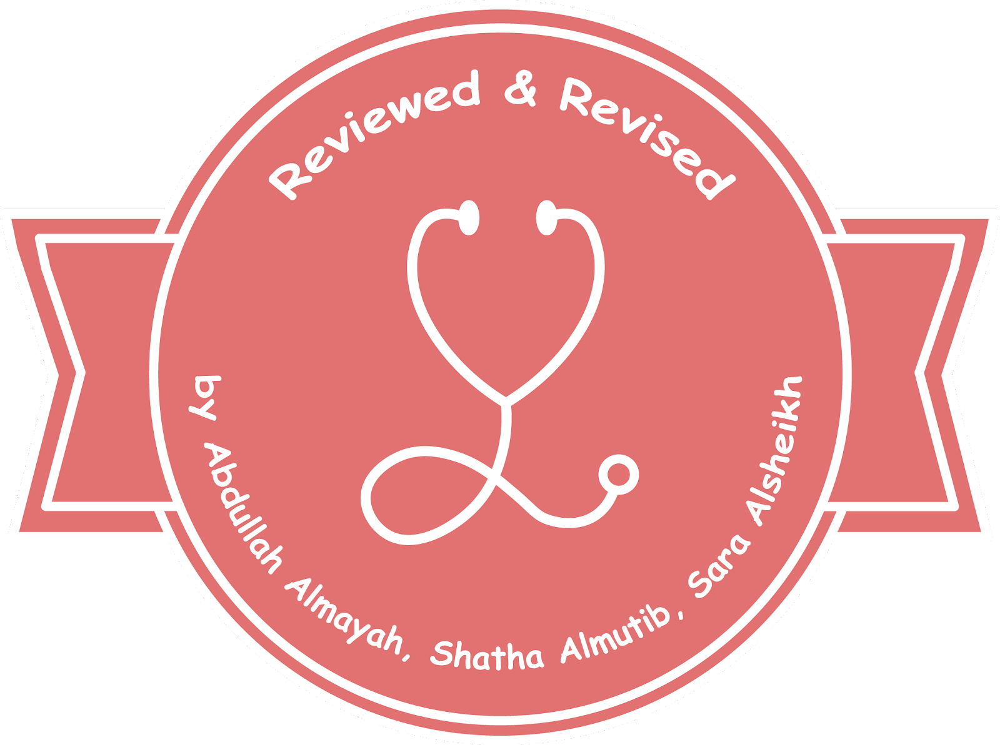 Reviewed & Revised
by Abdullah Almayah, Shatha Almutib, Sara Alsheikh